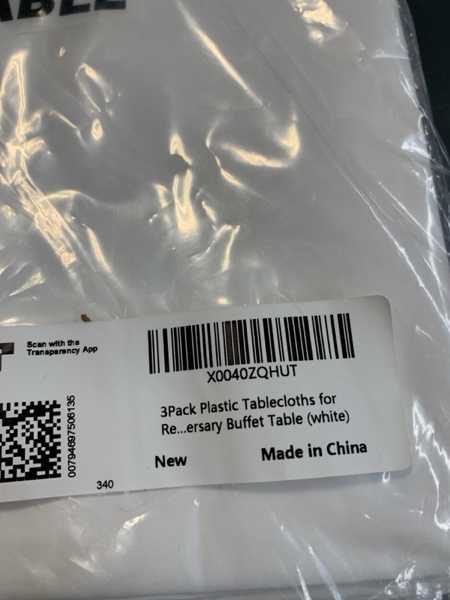 ABLE
T
Scan with the
Transparency App
00794697506135
340
X0040ZQHUT
3Pack Plastic Tablecloths for
Re...ersary Buffet Table (white)
New
Made in China